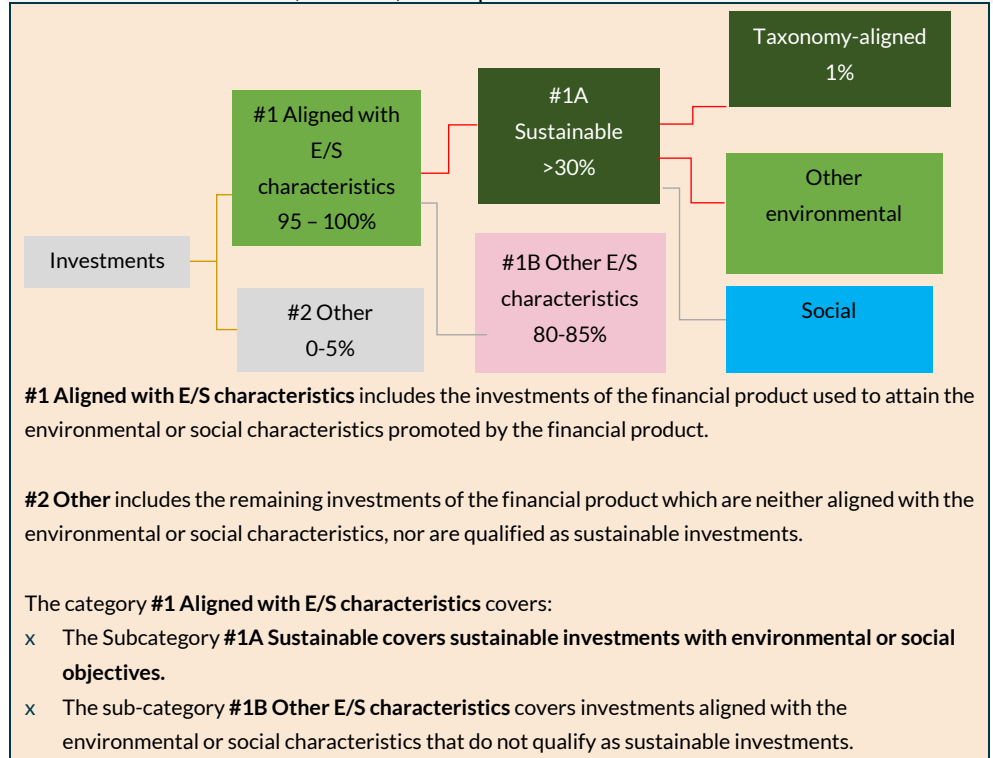 Taxonomy-aligned
1%
#1A
Sustainable
>30%
#1 Aligned with
E/S
characteristics
95 – 100%
Other
environmental
Investments
#1B Other E/S
characteristics
80-85%
#2 Other
0-5%
Social
#1 Aligned with E/S characteristics includes the investments of the financial product used to attain the
environmental or social characteristics promoted by the financial product.
#2 Other includes the remaining investments of the financial product which are neither aligned with the
environmental or social characteristics, nor are qualified as sustainable investments.
The category #1 Aligned with E/S characteristics covers:
x The Subcategory #1A Sustainable covers sustainable investments with environmental or social
objectives.
x The sub-category #1B Other E/S characteristics covers investments aligned with the
environmental or social characteristics that do not qualify as sustainable investments.